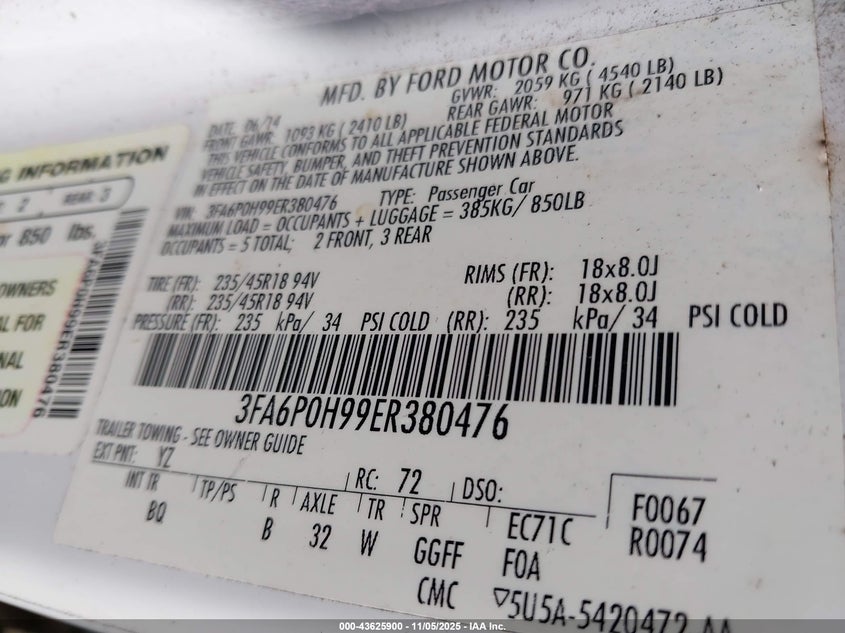 MFD. BY FORD MOTOR CO.
DATE: 06/14 GVWR: 2059 KG ( 4540 LB)
FRONT GAWR: 1093 KG ( 2410 LB) REAR GAWR: 971 KG ( 2140 LB)
THIS VEHICLE CONFORMS TO ALL APPLICABLE FEDERAL MOTOR
VEHICLE SAFETY, BUMPER, AND THEFT PREVENTION STANDARDS
IN EFFECT ON THE DATE OF MANUFACTURE SHOWN ABOVE.
VIN: 3FA6P0H99ER380476 TYPE: Passenger Car
MAXIMUM LOAD = OCCUPANTS + LUGGAGE = 385KG/ 850LB
OCCUPANTS = 5 TOTAL; 2 FRONT, 3 REAR
TIRE (FR): 235/45R18 94V RIMS (FR): 18x8.0J
(RR): 235/45R18 94V (RR): 18x8.0J
PRESSURE (FR): 235 kPa/ 34 PSI COLD (RR): 235 kPa/ 34 PSI COLD
3FA6P0H99ER380476
TRAILER TOWING - SEE OWNER GUIDE
EXT PNT: YZ RC: 72 DSO:
INT TR TP/PS R AXLE TR SPR EC71C F0067
BQ B 32 W GGFF F0A R0074
CMC 5U5A-5420472 AA
INFORMATION
2 REAR 3
850 lbs.
OWNERS
FOR
3FA6P0H99ER380476
000-43625900 - 11/05/2025 - IAA Inc.